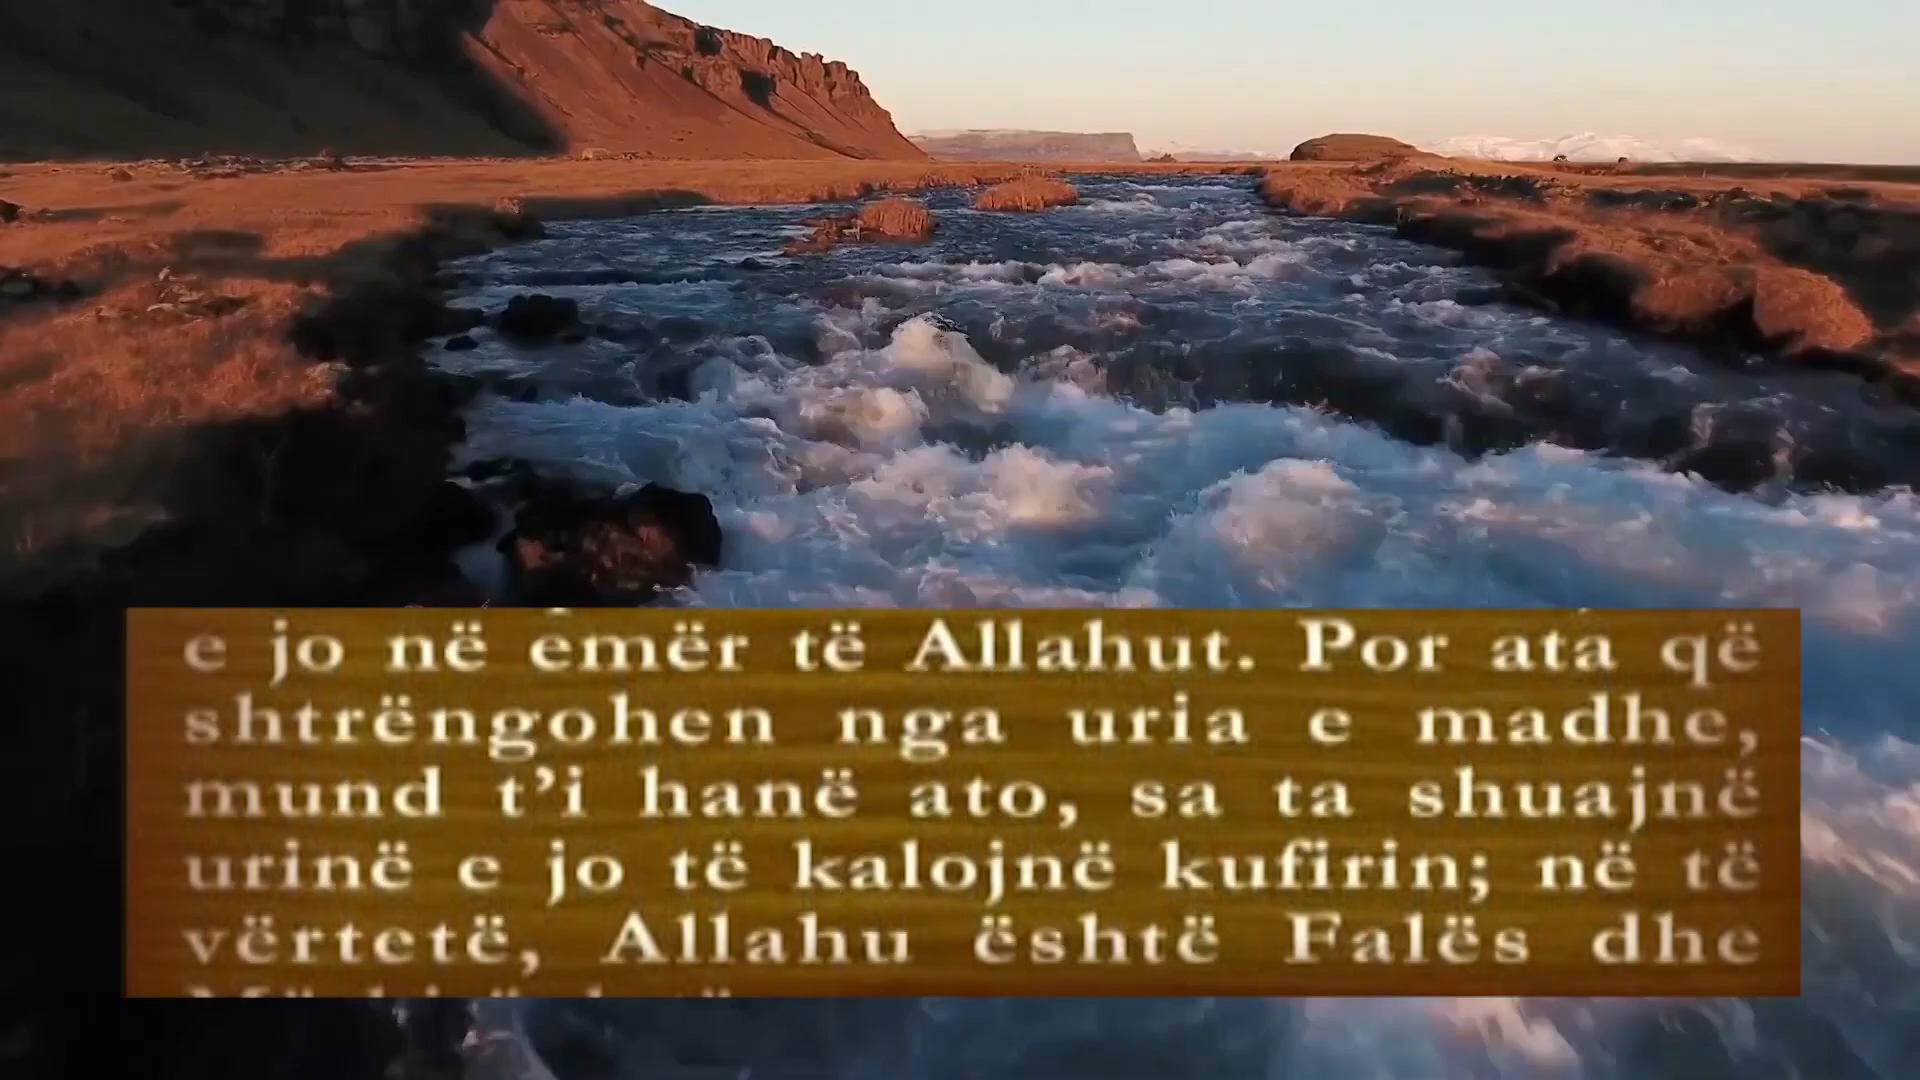 e jo në emër të Allahut. Por ata që
shtrëngohen nga uria e madhe,
mund t’i hanë ato, sa ta shuajnë
urinë e jo të kalojnë kufirin; në të
vërtetë, Allahu është Falës dhe